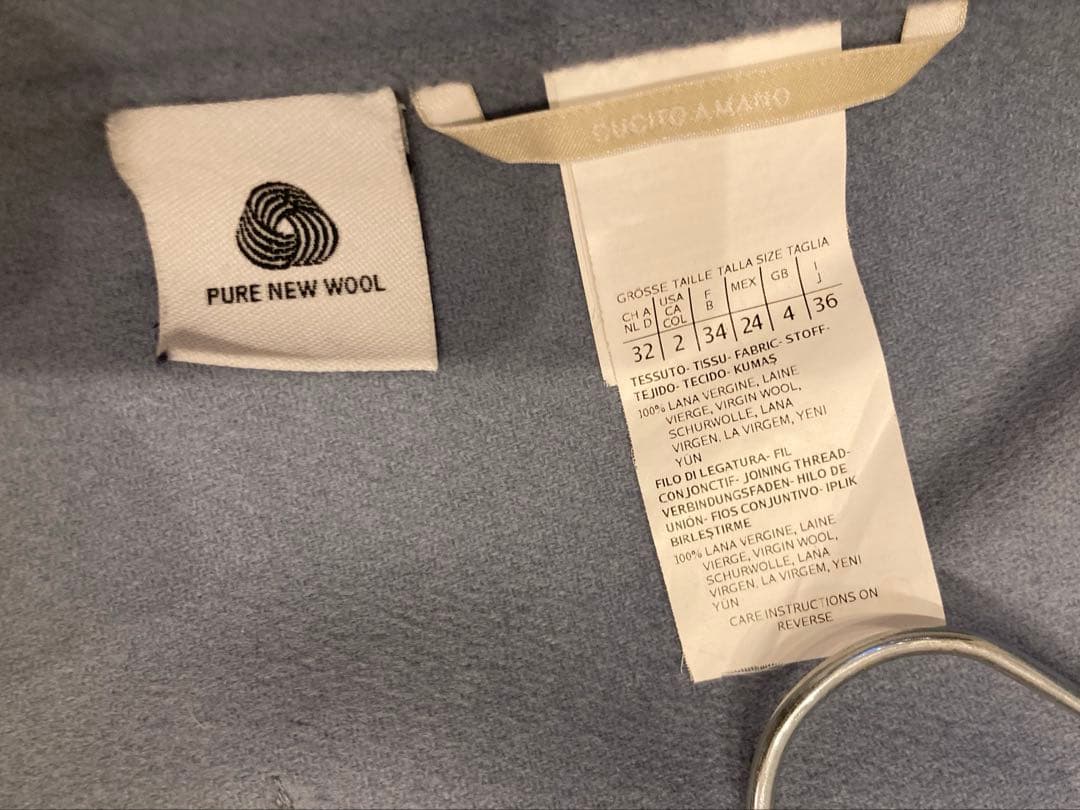 PURE NEW WOOL
CUCITO A MANO
GRÖSSE TAILLE TALLA SIZE TAGLIA
CH A NL D
USA CA COL
F B
MEX
GB
I J
32 2 34 24 4 36
TESSUTO- TISSU- FABRIC- STOFF-
TEJIDO- TECIDO- KUMAŞ
100% LANA VERGINE, LAINE
VIERGE, VIRGIN WOOL,
SCHURWOLLE, LANA
VIRGEN, LA VIRGEM, YENI
YÜN
FILO DI LEGATURA- FIL
CONJONCTIF- JOINING THREAD-
VERBINDUNGSFADEN- HILO DE
UNIÓN- FIOS CONJUNTIVO- IPLIK
BIRLEŞTIRME
100% LANA VERGINE, LAINE
VIERGE, VIRGIN WOOL,
SCHURWOLLE, LANA
VIRGEN, LA VIRGEM, YENI
YÜN
CARE INSTRUCTIONS ON
REVERSE